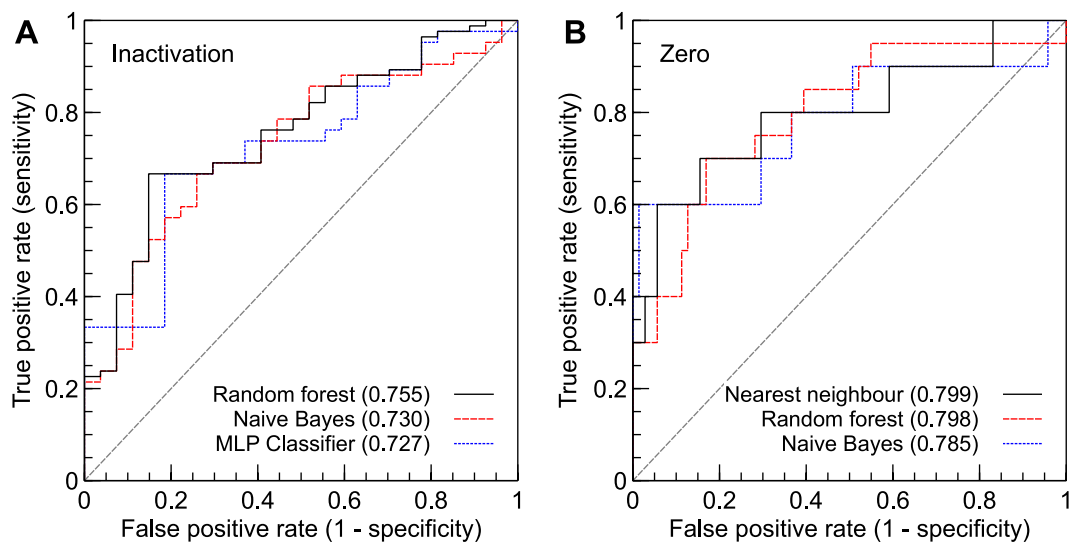 A
Inactivation
True positive rate (sensitivity)
1
0.8
0.6
0.4
0.2
0
Random forest (0.755)
Naive Bayes (0.730)
MLP Classifier (0.727)
0 0.2 0.4 0.6 0.8 1
False positive rate (1 - specificity)
B
Zero
True positive rate (sensitivity)
1
0.8
0.6
0.4
0.2
0
Nearest neighbour (0.799)
Random forest (0.798)
Naive Bayes (0.785)
0 0.2 0.4 0.6 0.8 1
False positive rate (1 - specificity)